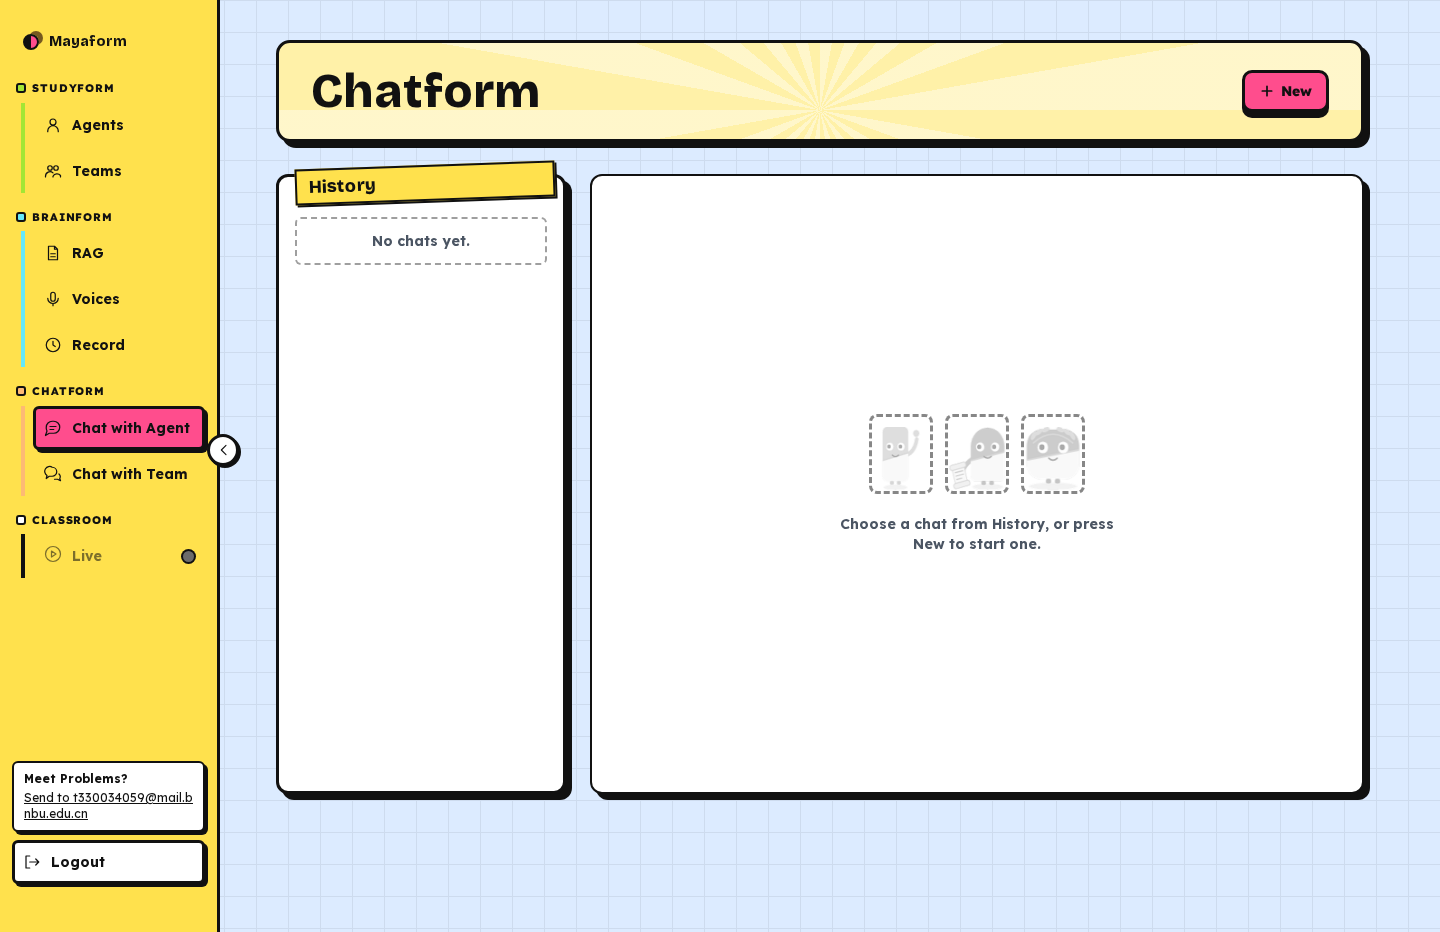 Mayaform
STUDYFORM
Agents
Teams
BRAINFORM
RAG
Voices
Record
CHATFORM
Chat with Agent
Chat with Team
CLASSROOM
Live
Meet Problems?
Send to t330034059@mail.b
nbu.edu.cn
Logout
Chatform
New
History
No chats yet.
Choose a chat from History, or press
New to start one.